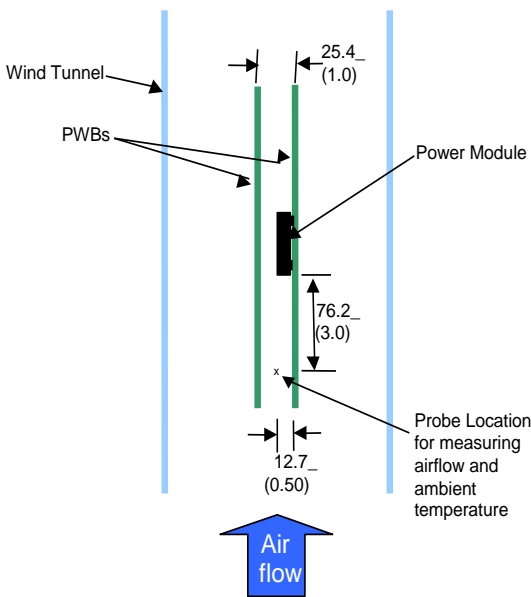 25.4_
(1.0)
Wind Tunnel
PWBs
Power Module
76.2_
(3.0)
x
Probe Location
for measuring
airflow and
ambient
temperature
12.7_
(0.50)
Air
flow